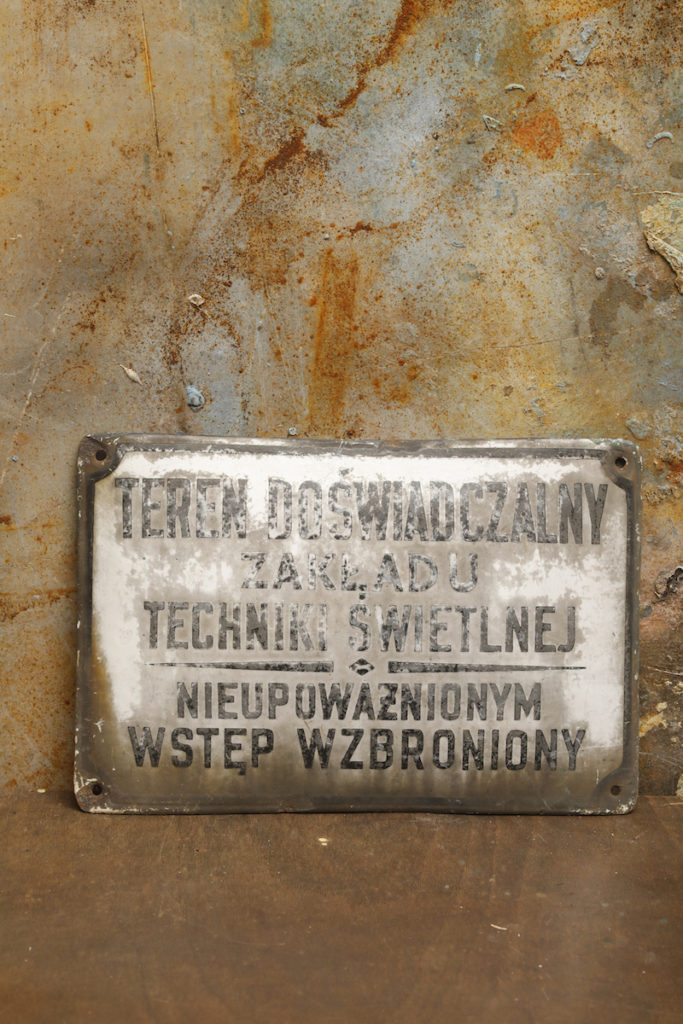 TEREN DOŚWIADCZALNY
ZAKŁADU
TECHNIKI ŚWIETLNEJ
NIEUPOWAŻNIONYM
WSTĘP WZBRONIONY